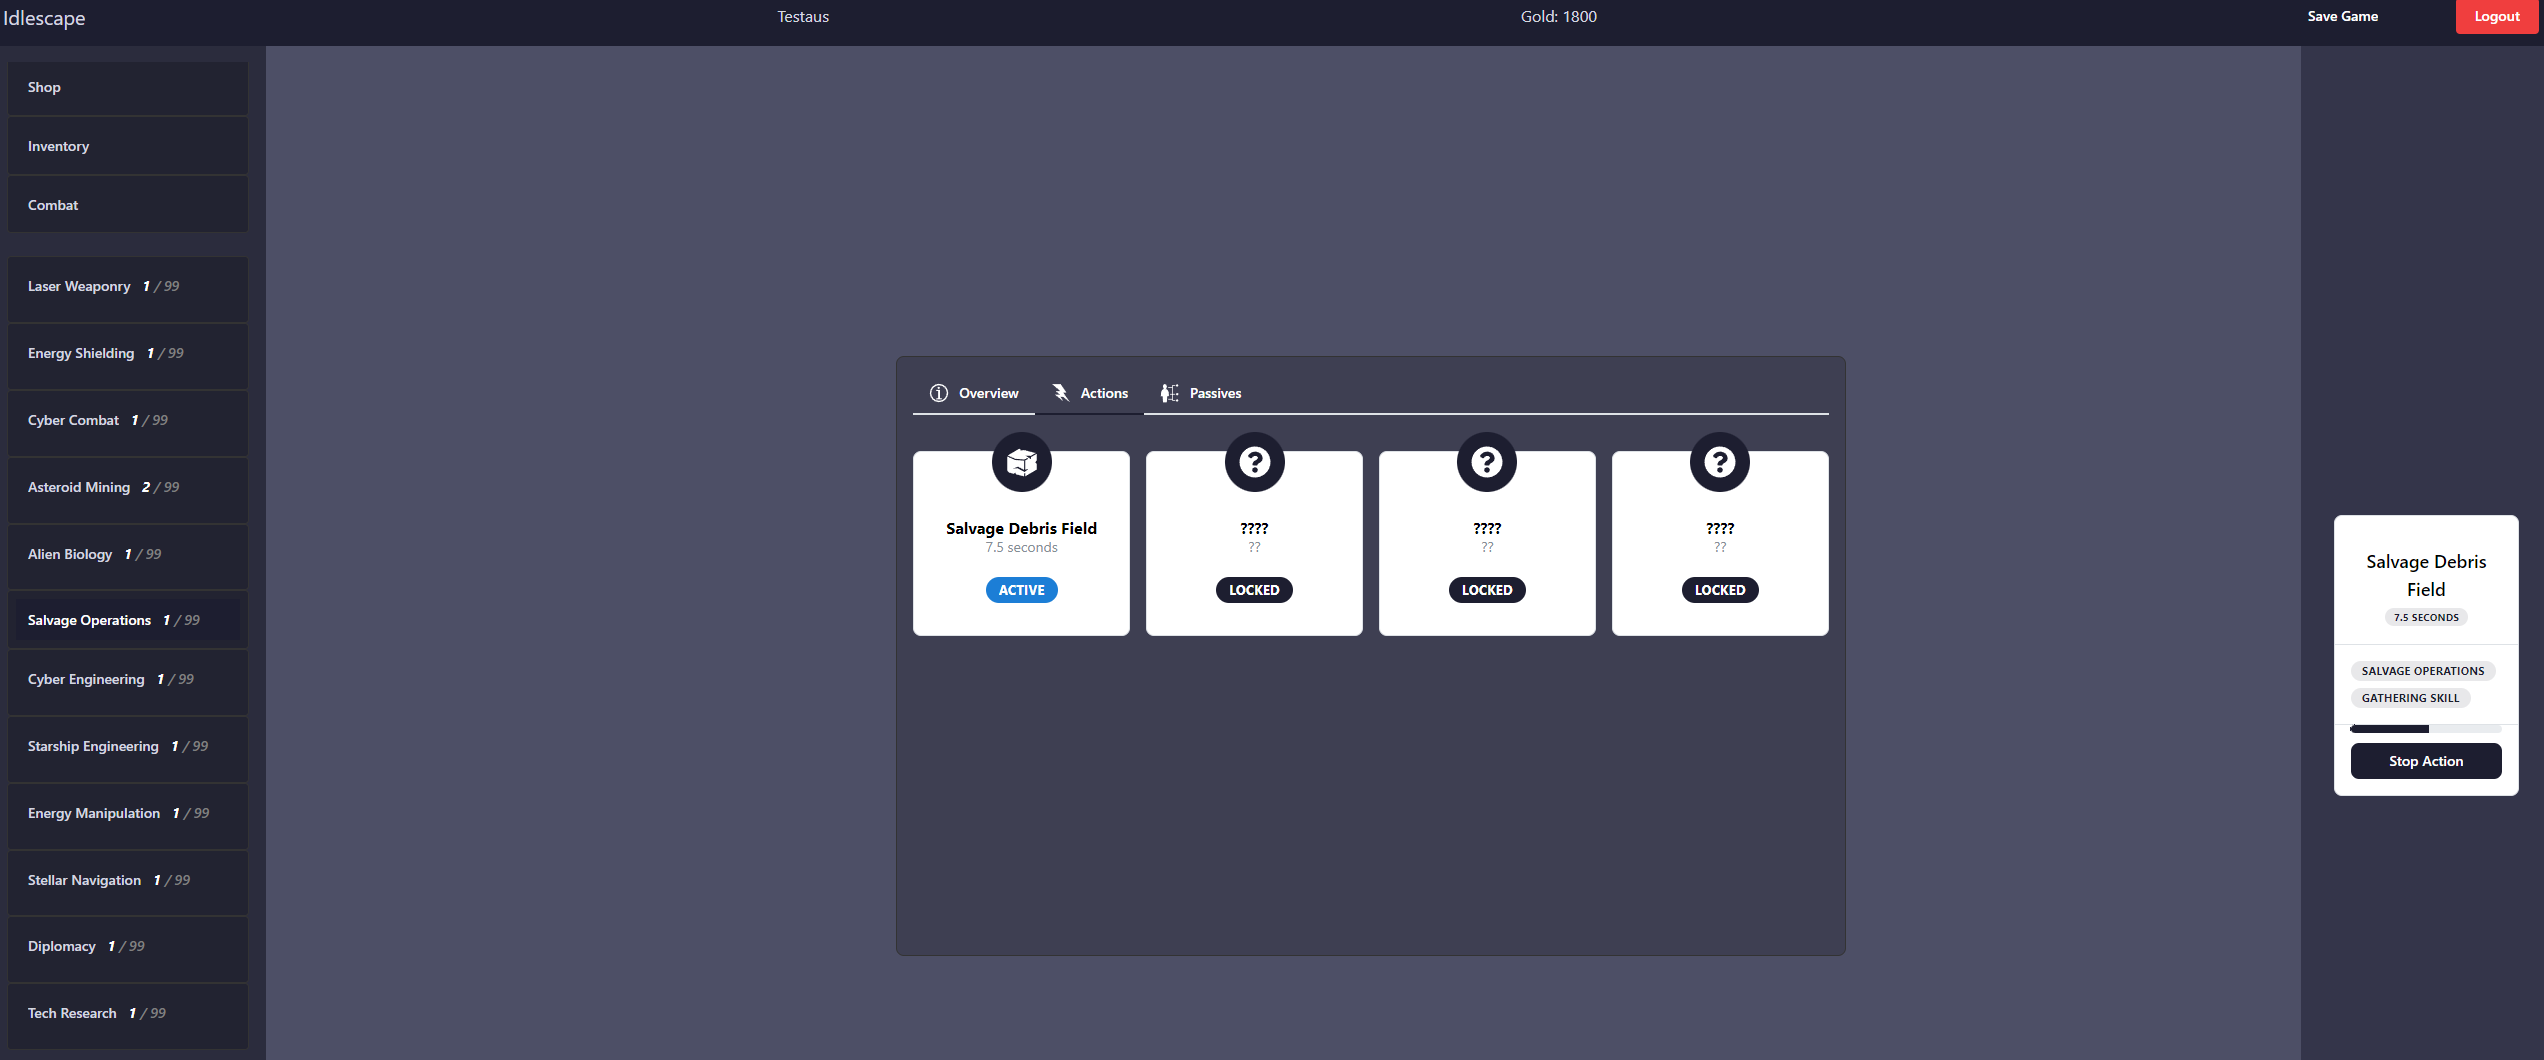 Idlescape
Testaus
Gold: 1800
Save Game
Logout
Shop
Inventory
Combat
Laser Weaponry 1 / 99
Energy Shielding 1 / 99
Cyber Combat 1 / 99
Asteroid Mining 2 / 99
Alien Biology 1 / 99
Salvage Operations 1 / 99
Cyber Engineering 1 / 99
Starship Engineering 1 / 99
Energy Manipulation 1 / 99
Stellar Navigation 1 / 99
Diplomacy 1 / 99
Tech Research 1 / 99
Overview
Actions
Passives
Salvage Debris Field
7.5 seconds
ACTIVE
????
??
LOCKED
????
??
LOCKED
????
??
LOCKED
Salvage Debris
Field
7.5 SECONDS
SALVAGE OPERATIONS
GATHERING SKILL
Stop Action